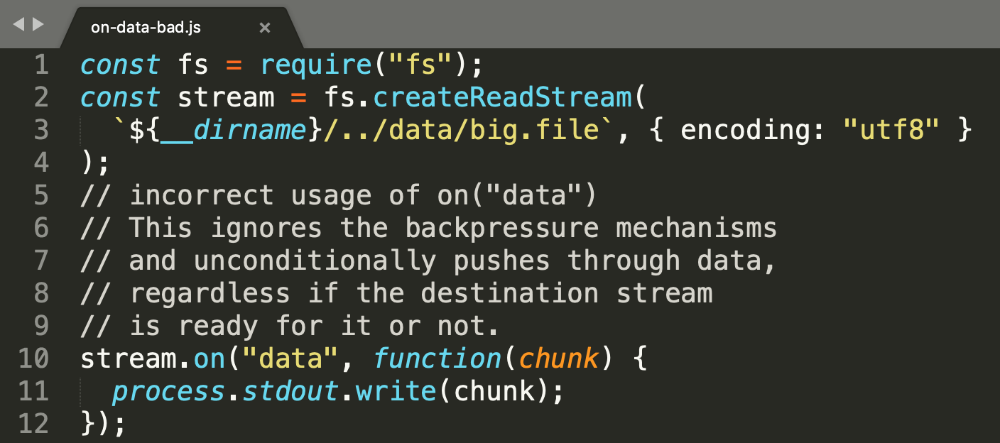 on-data-bad.js ×
1 const fs = require("fs");
2 const stream = fs.createReadStream(
3   `${__dirname}/../data/big.file`, { encoding: "utf8" }
4 );
5 // incorrect usage of on("data")
6 // This ignores the backpressure mechanisms
7 // and unconditionally pushes through data,
8 // regardless if the destination stream
9 // is ready for it or not.
10 stream.on("data", function(chunk) {
11   process.stdout.write(chunk);
12 });